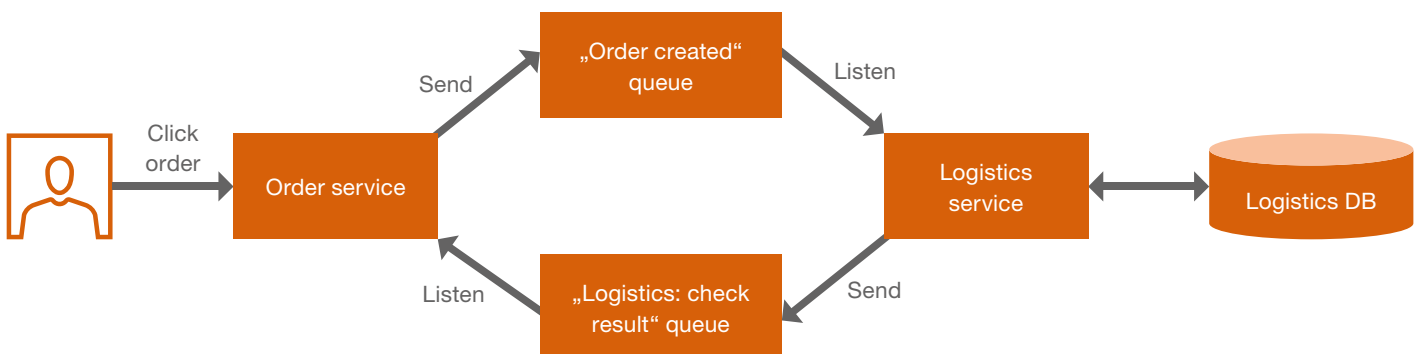 „Order created“
queue
Send
Listen
Click
order
Order service
Logistics
service
Logistics DB
Listen
„Logistics: check
result“ queue
Send